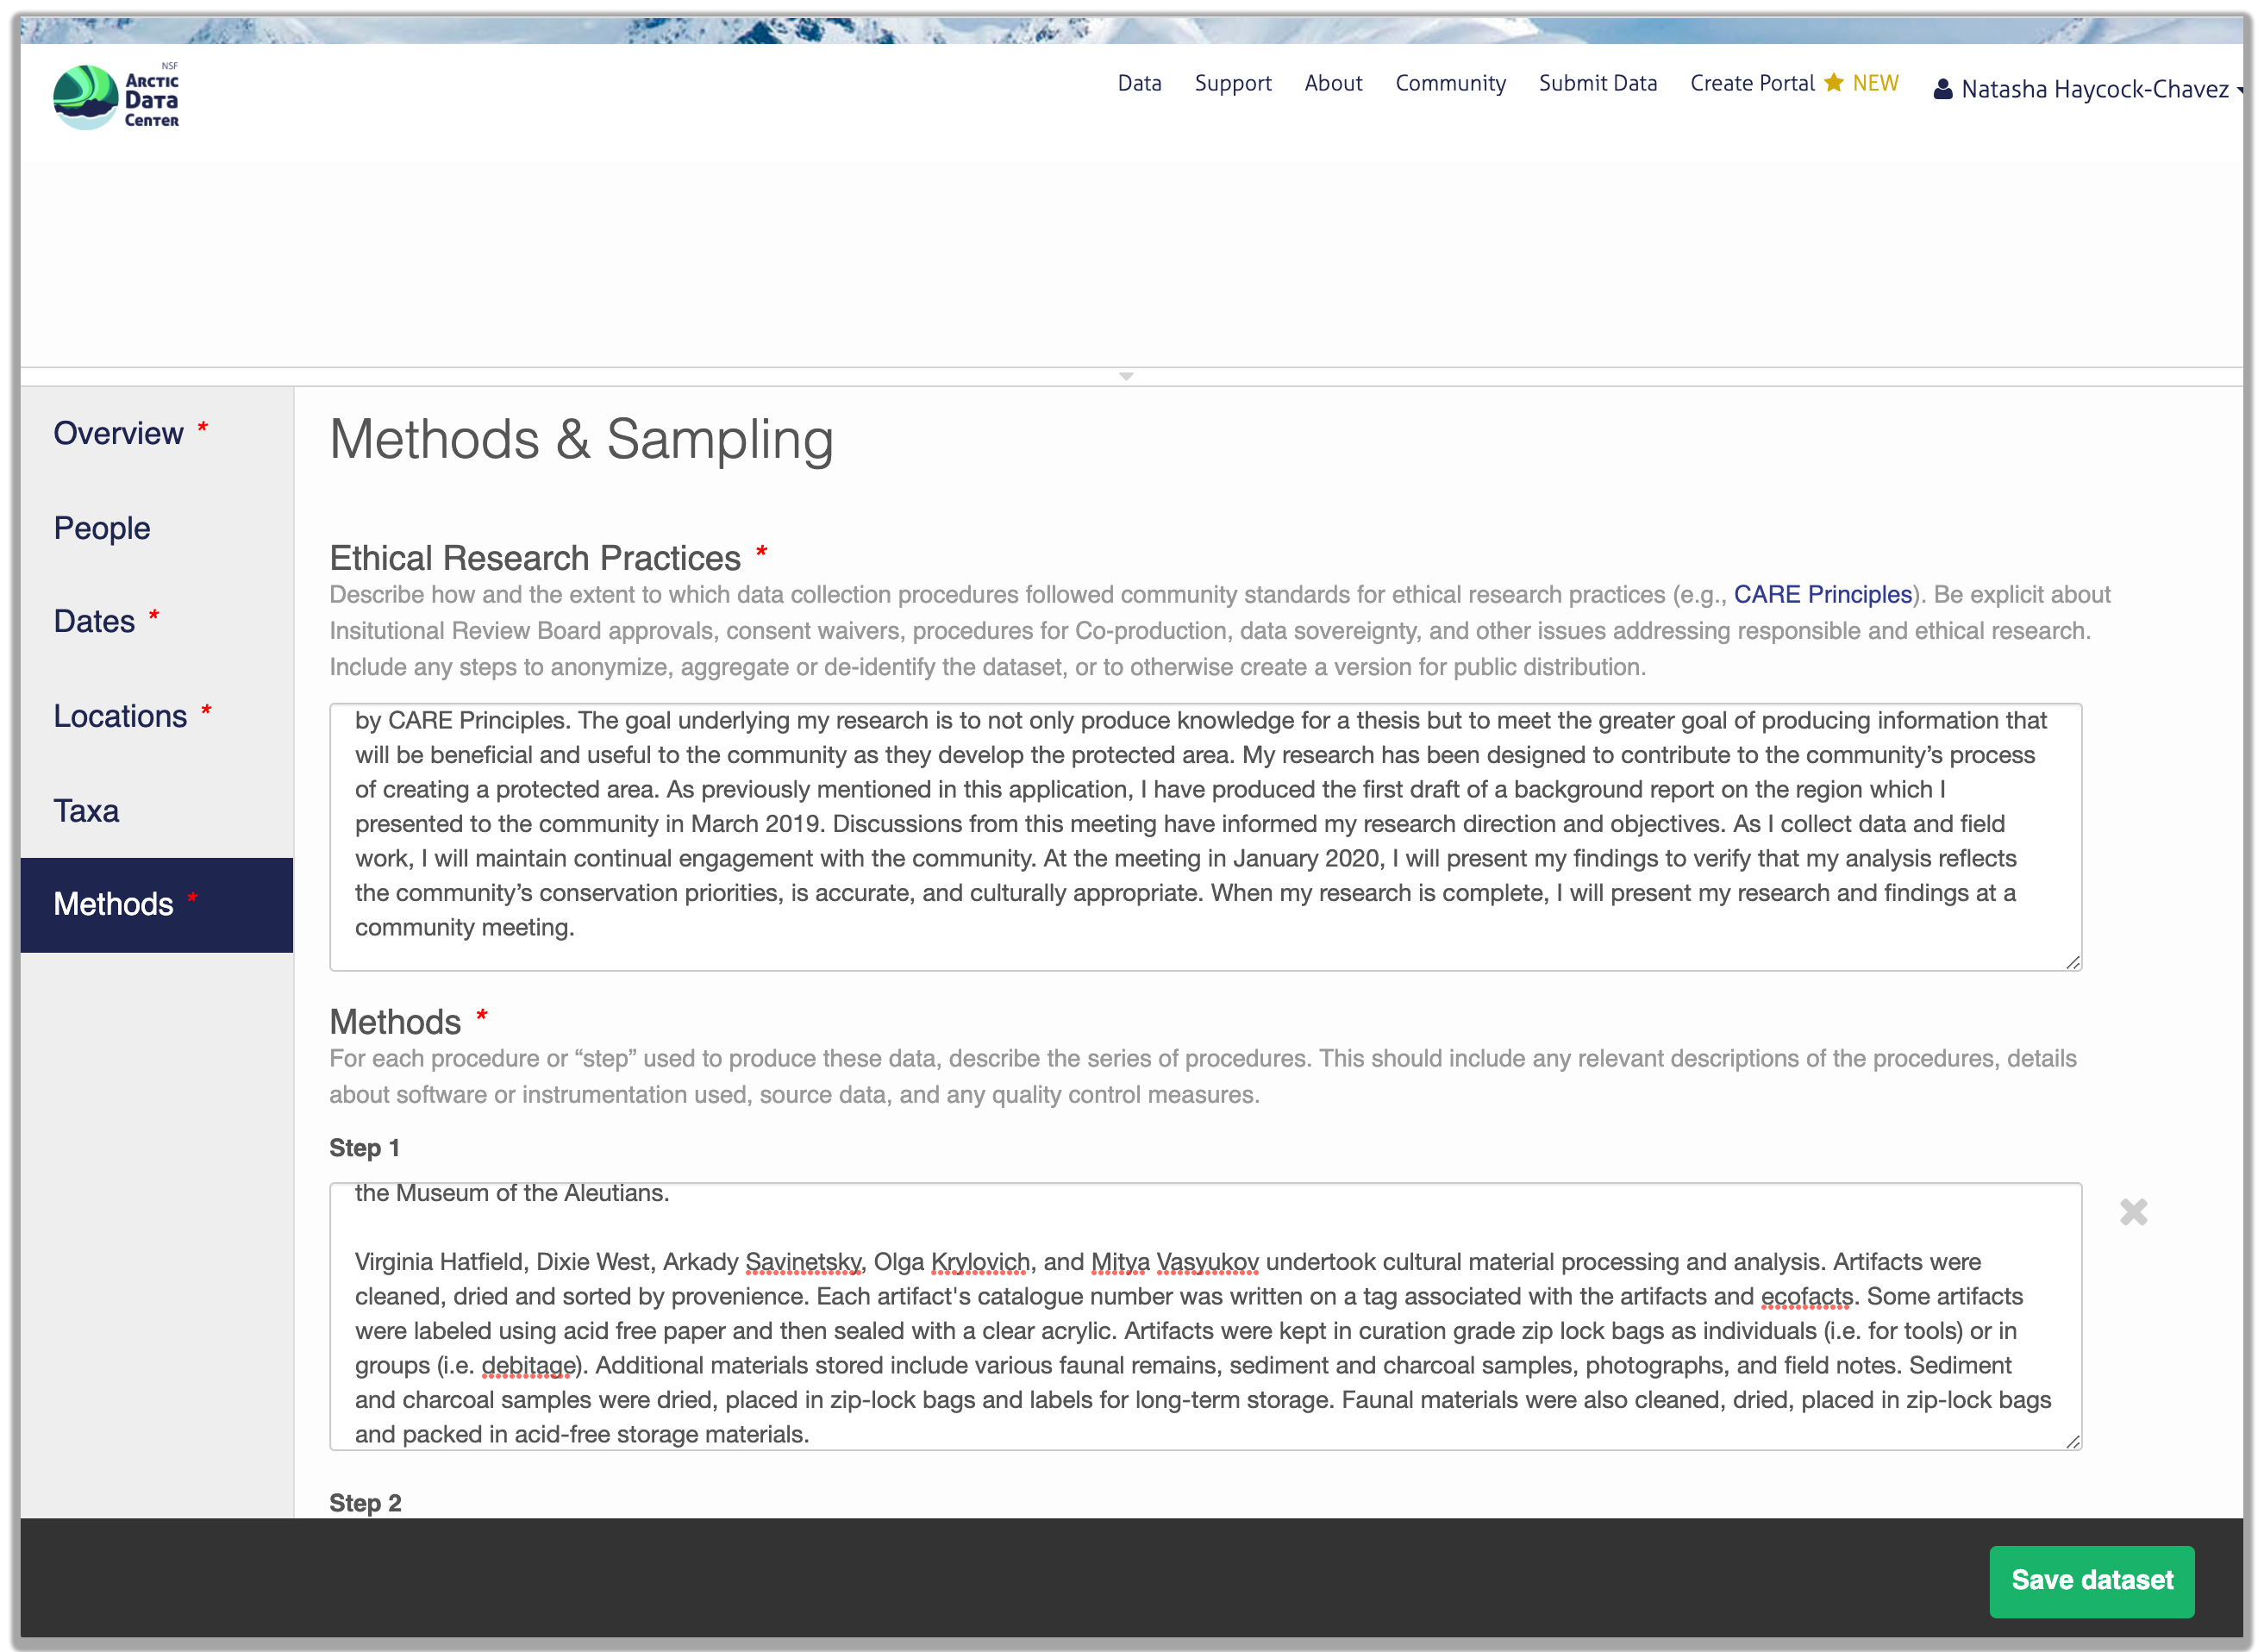 NSF
ARCTIC
DATA
CENTER
Data Support About Community Submit Data Create Portal NEW Natasha Haycock-Chavez
Overview *
People
Dates *
Locations *
Taxa
Methods *
Methods & Sampling
Ethical Research Practices *
Describe how and the extent to which data collection procedures followed community standards for ethical research practices (e.g., CARE Principles). Be explicit about
Insitutional Review Board approvals, consent waivers, procedures for Co-production, data sovereignty, and other issues addressing responsible and ethical research.
Include any steps to anonymize, aggregate or de-identify the dataset, or to otherwise create a version for public distribution.
by CARE Principles. The goal underlying my research is to not only produce knowledge for a thesis but to meet the greater goal of producing information that
will be beneficial and useful to the community as they develop the protected area. My research has been designed to contribute to the community’s process
of creating a protected area. As previously mentioned in this application, I have produced the first draft of a background report on the region which I
presented to the community in March 2019. Discussions from this meeting have informed my research direction and objectives. As I collect data and field
work, I will maintain continual engagement with the community. At the meeting in January 2020, I will present my findings to verify that my analysis reflects
the community’s conservation priorities, is accurate, and culturally appropriate. When my research is complete, I will present my research and findings at a
community meeting.
Methods *
For each procedure or “step” used to produce these data, describe the series of procedures. This should include any relevant descriptions of the procedures, details
about software or instrumentation used, source data, and any quality control measures.
Step 1
the Museum of the Aleutians.
Virginia Hatfield, Dixie West, Arkady Savinetsky, Olga Krylovich, and Mitya Vasyukov undertook cultural material processing and analysis. Artifacts were
cleaned, dried and sorted by provenience. Each artifact's catalogue number was written on a tag associated with the artifacts and ecofacts. Some artifacts
were labeled using acid free paper and then sealed with a clear acrylic. Artifacts were kept in curation grade zip lock bags as individuals (i.e. for tools) or in
groups (i.e. debitage). Additional materials stored include various faunal remains, sediment and charcoal samples, photographs, and field notes. Sediment
and charcoal samples were dried, placed in zip-lock bags and labels for long-term storage. Faunal materials were also cleaned, dried, placed in zip-lock bags
and packed in acid-free storage materials.
Step 2
Save dataset